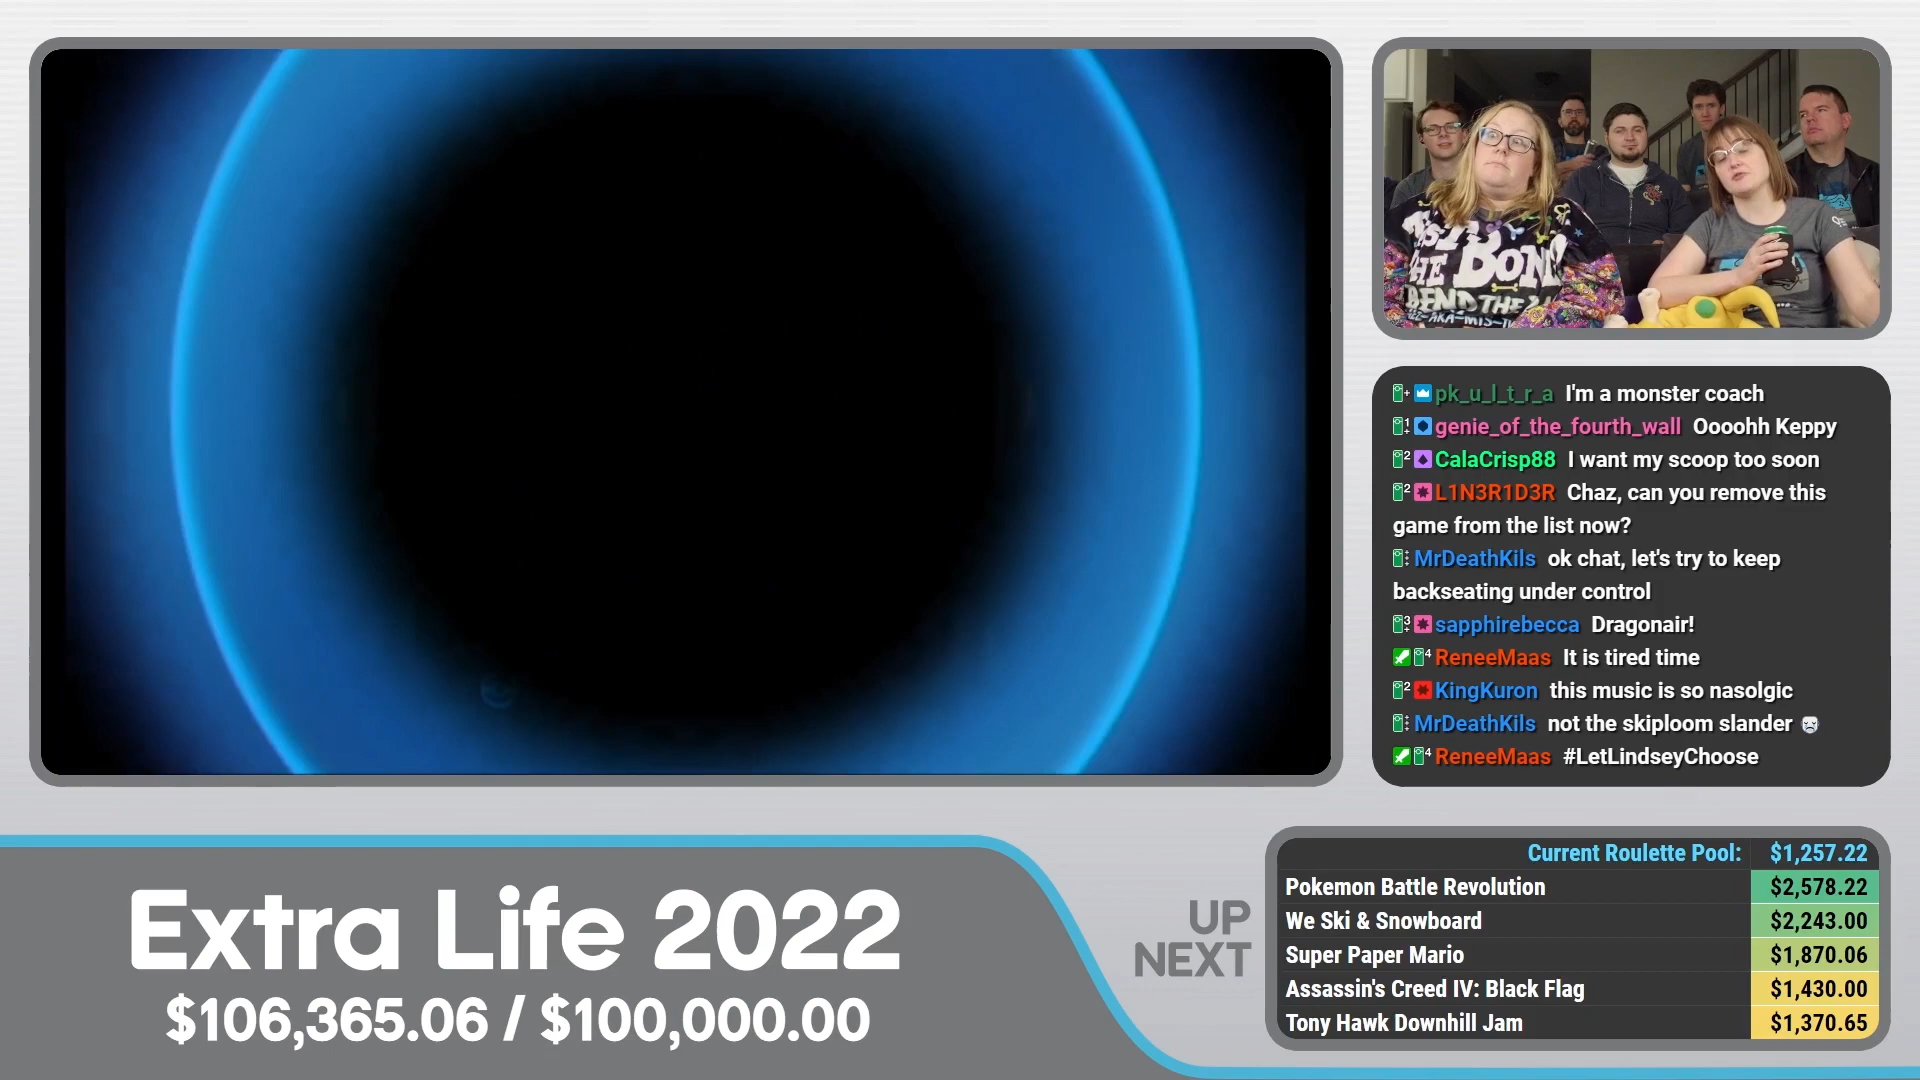 THE BONE
BEND THE
pk_u_l_t_r_a I'm a monster coach
genie_of_the_fourth_wall Oooohh Keppy
CalaCrisp88 I want my scoop too soon
L1N3R1D3R Chaz, can you remove this
game from the list now?
MrDeathKils ok chat, let's try to keep
backseating under control
sapphirebecca Dragonair!
ReneeMaas It is tired time
KingKuron this music is so nasolgic
MrDeathKils not the skiploom slander
ReneeMaas #LetLindseyChoose
Extra Life 2022
$106,365.06 / $100,000.00
UP
NEXT
Current Roulette Pool: $1,257.22
Pokemon Battle Revolution $2,578.22
We Ski & Snowboard $2,243.00
Super Paper Mario $1,870.06
Assassin's Creed IV: Black Flag $1,430.00
Tony Hawk Downhill Jam $1,370.65